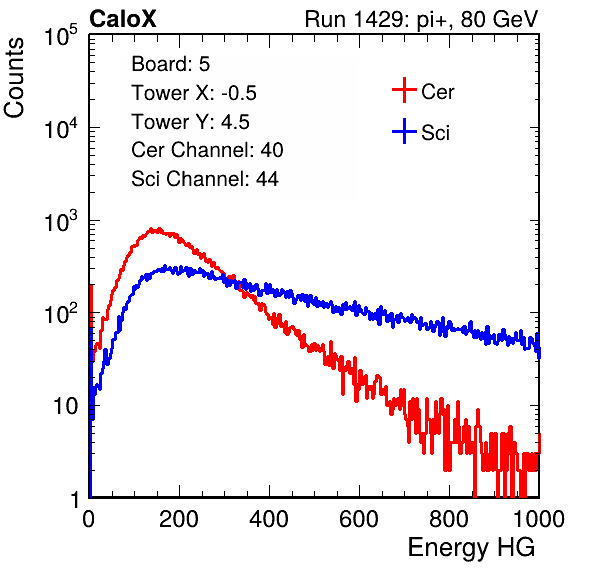 CaloX Run 1429: pi+, 80 GeV
Counts
Board: 5
Tower X: -0.5
Tower Y: 4.5
Cer Channel: 40
Sci Channel: 44
Cer
Sci
10^5
10^4
10^3
10^2
10
1
0 200 400 600 800 1000
Energy HG